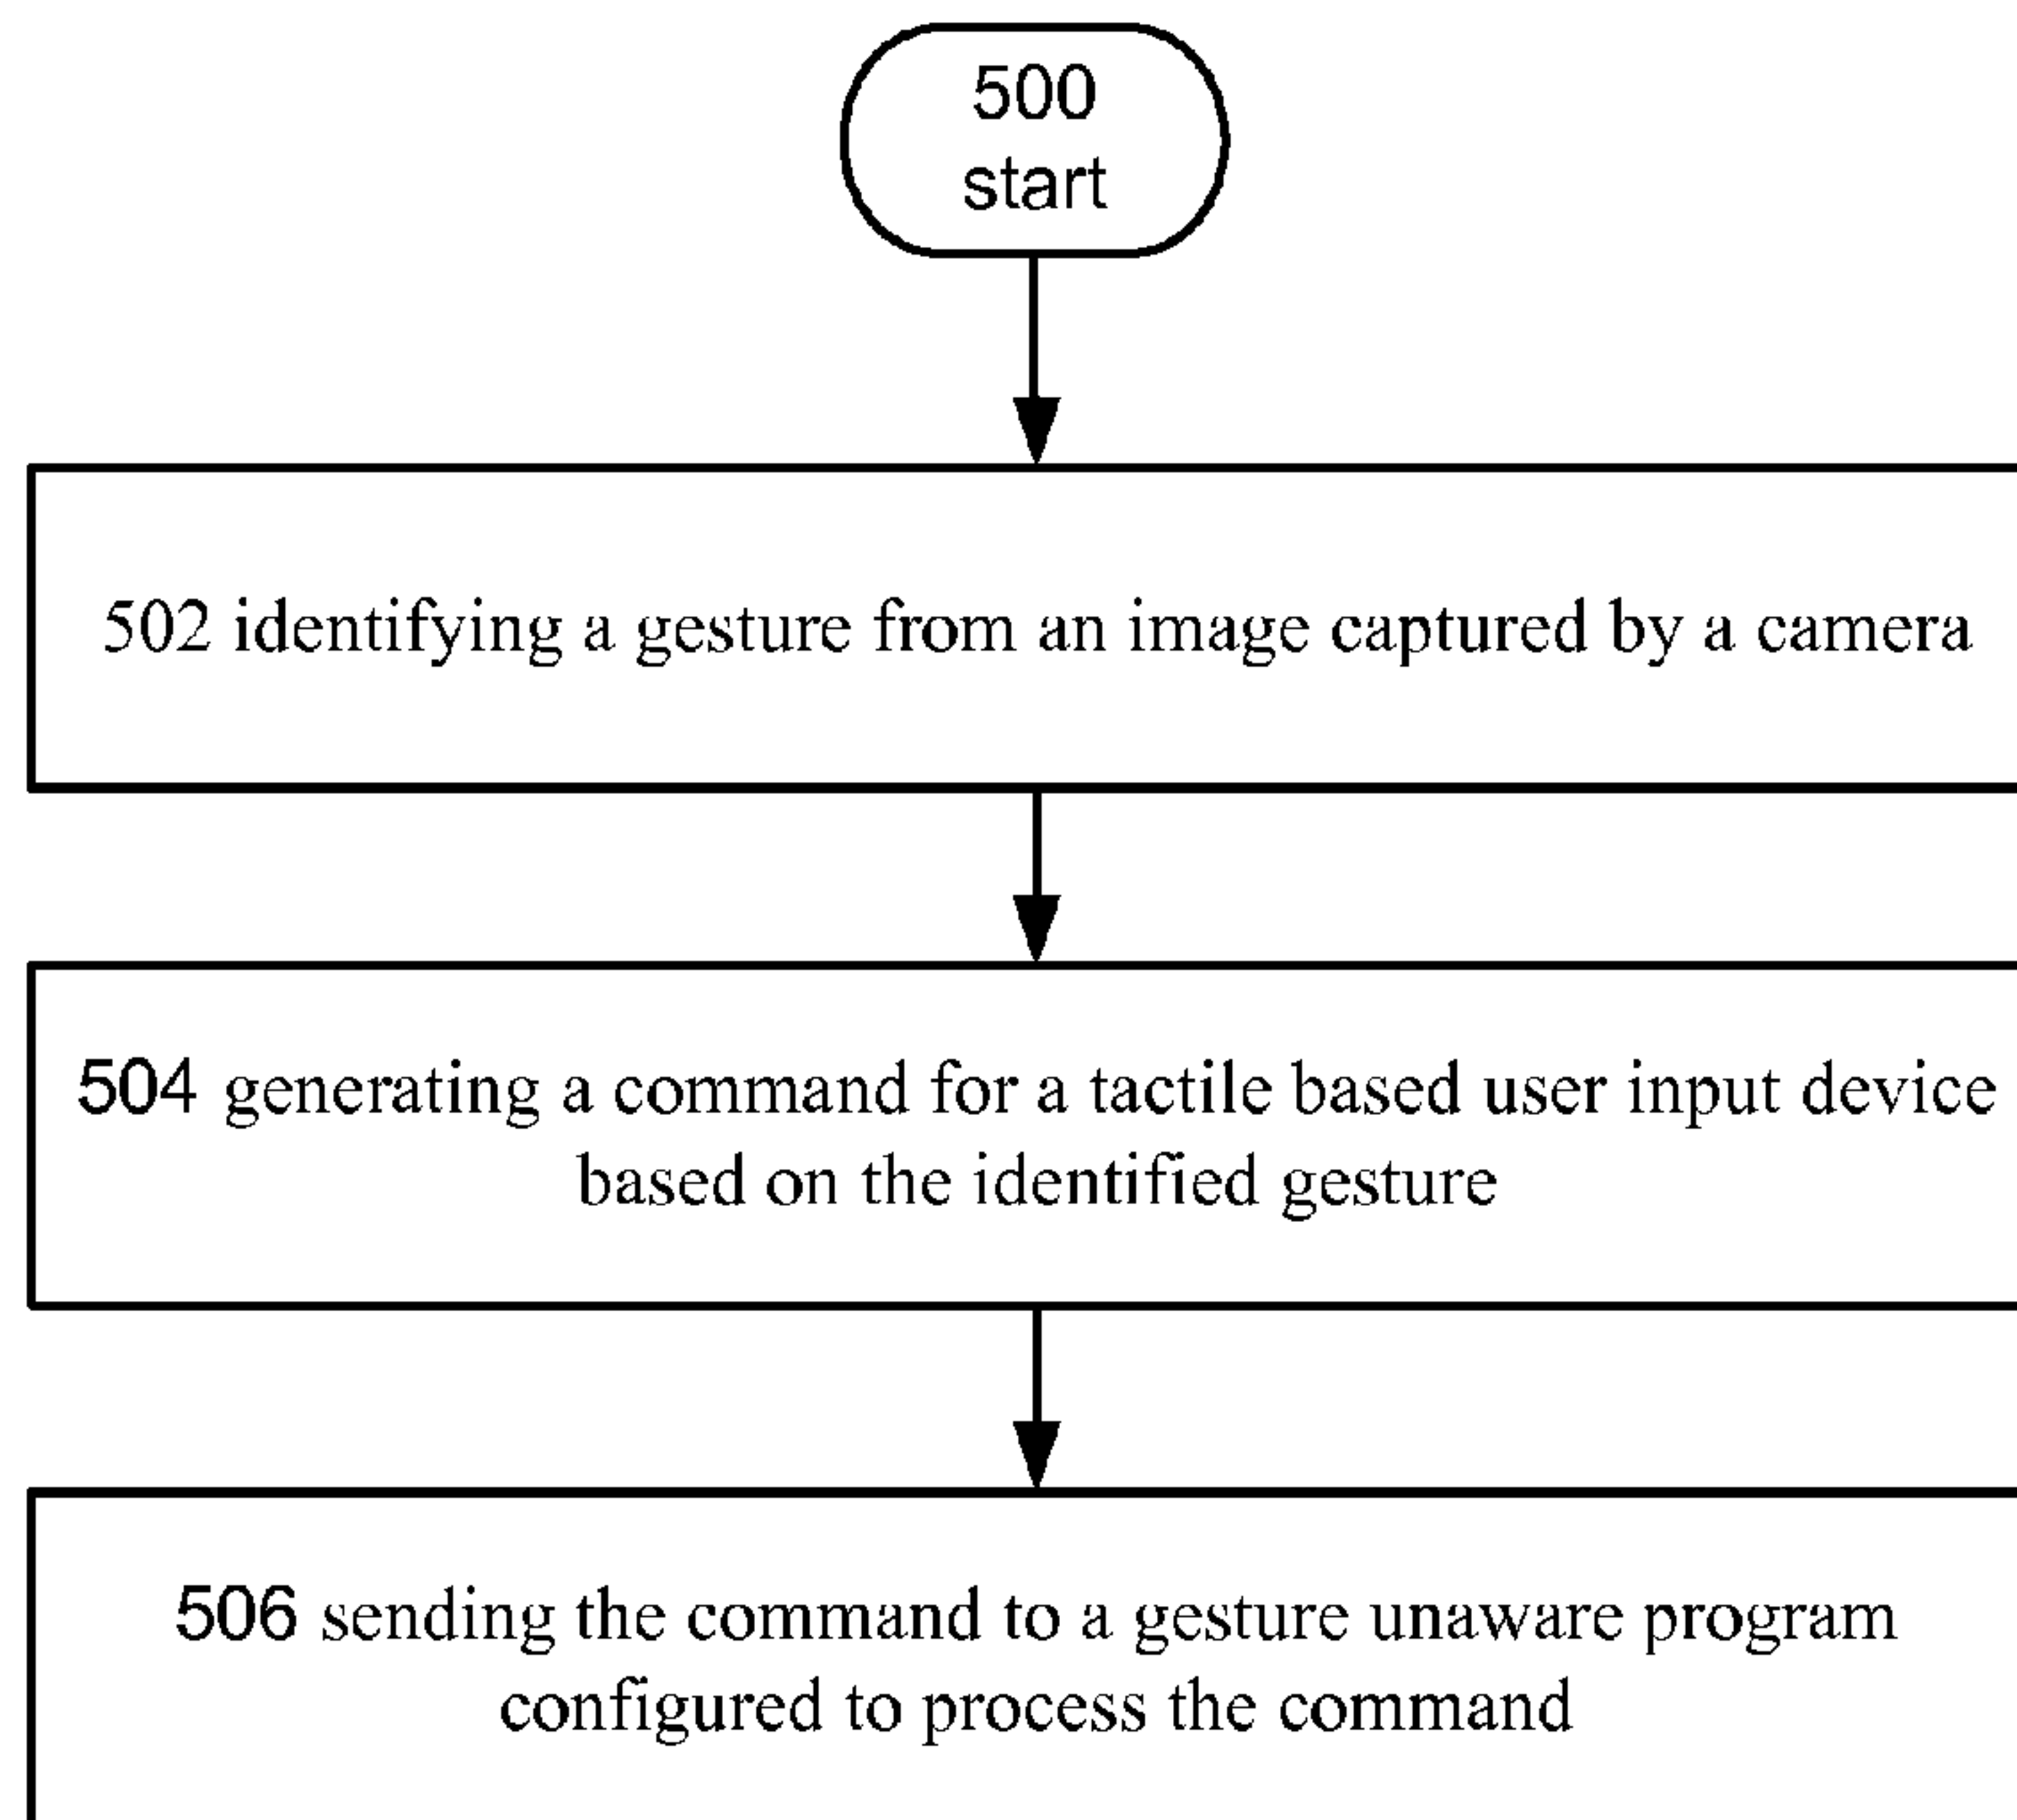 500
start
502 identifying a gesture from an image captured by a camera
504 generating a command for a tactile based user input device
based on the identified gesture
506 sending the command to a gesture unaware program
configured to process the command